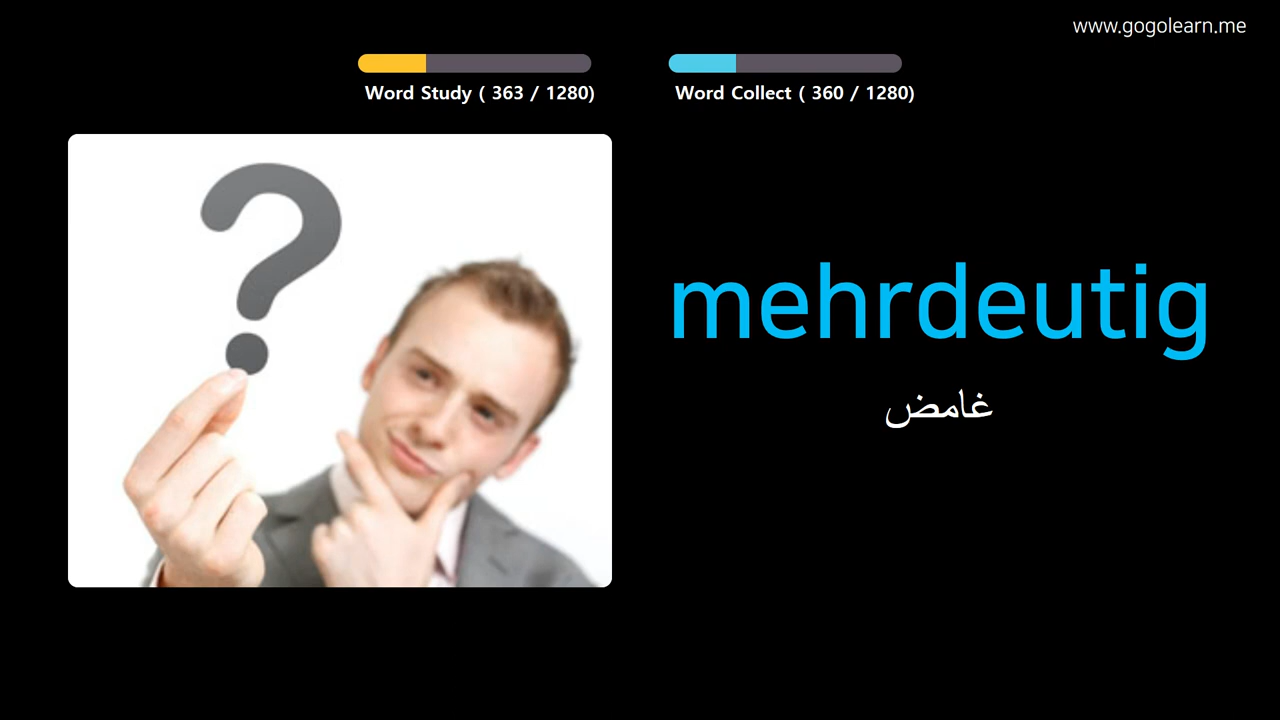 www.gogolearn.me
Word Study ( 363 / 1280)
Word Collect ( 360 / 1280)
?
mehrdeutig
غامض